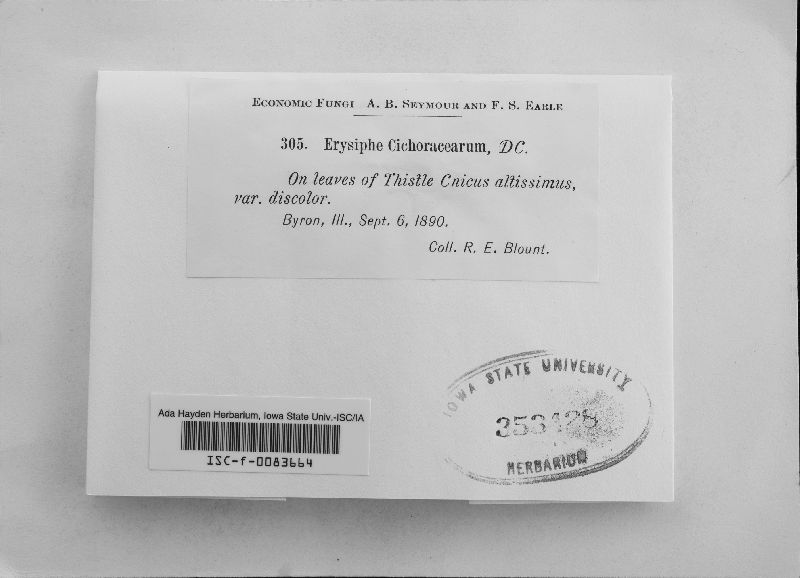 Economic Fungi A. B. Seymour and F. S. Earle
305. Erysiphe Cichoracearum, DC.
On leaves of Thistle Cnicus altissimus,
var. discolor.
Byron, Ill., Sept. 6, 1890.
Coll. R. E. Blount.
Ada Hayden Herbarium, Iowa State Univ.-ISC/IA
ISC-f-0083664
IOWA STATE UNIVERSITY
353428
HERBARIUM